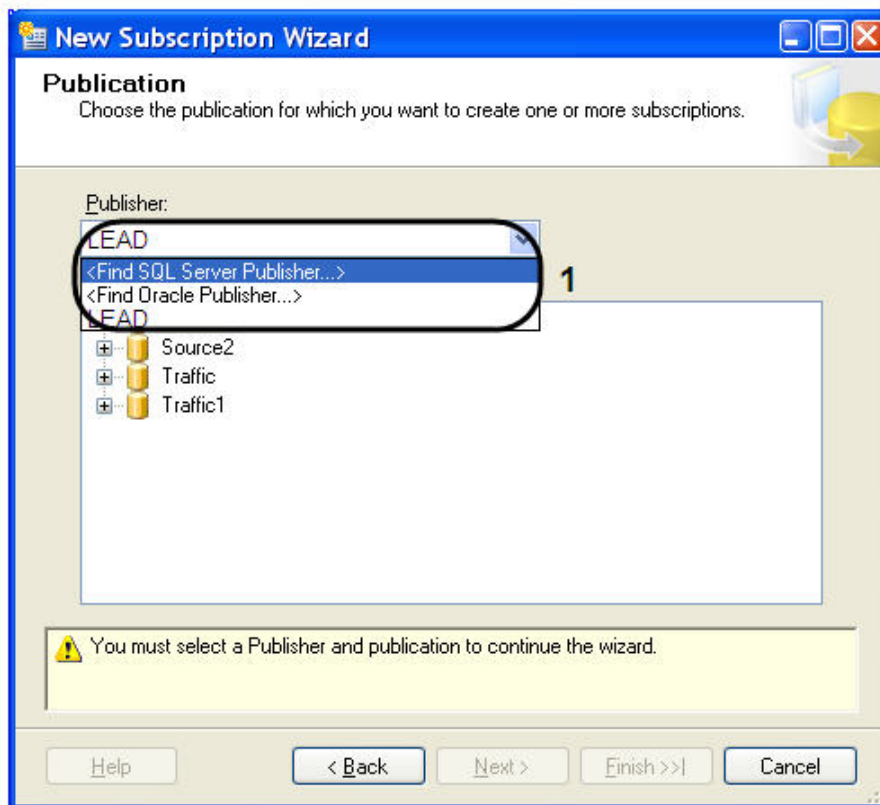 New Subscription Wizard
Publication
Choose the publication for which you want to create one or more subscriptions.
Publisher:
LEAD
<Find SQL Server Publisher...>
<Find Oracle Publisher...>
LEAD
1
Source2
Traffic
Traffic1
You must select a Publisher and publication to continue the wizard.
Help
< Back
Next >
Finish >>|
Cancel